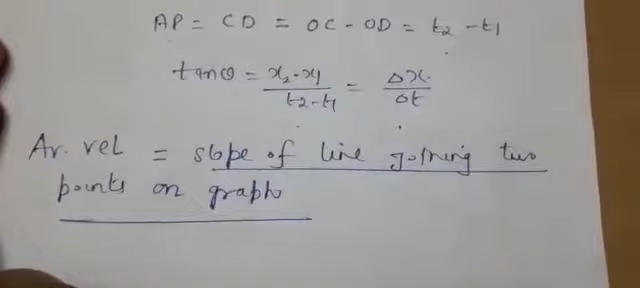 AP = CD = OC - OD = t₂ - t₁
tanθ = x₂-x₁/t₂-t₁ = Δx/Δt
Av. vel = slope of line joining two
points on graph